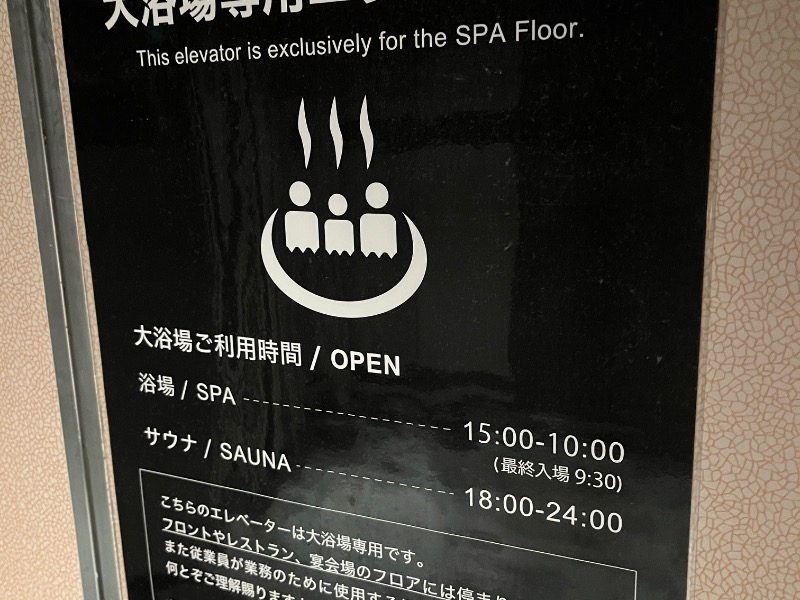 大浴場専用エ
This elevator is exclusively for the SPA Floor.
大浴場ご利用時間 / OPEN
浴場 / SPA 15:00-10:00
(最終入場 9:30)
サウナ / SAUNA 18:00-24:00
こちらのエレベーターは大浴場専用です。
フロントやレストラン、宴会場のフロアには停まり
また従業員が業務のために使用する
何とぞご理解賜ります